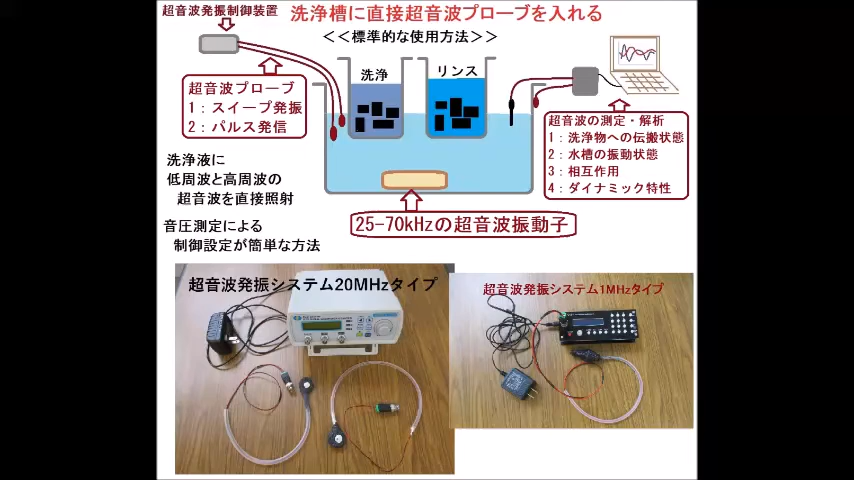 超音波発振制御装置
洗浄槽に直接超音波プローブを入れる
<<標準的な使用方法>>
洗浄
リンス
超音波プローブ
1：スイープ発振
2：パルス発信
超音波の測定・解析
1：洗浄物への伝搬状態
2：水槽の振動状態
3：相互作用
4：ダイナミック特性
洗浄液に
低周波と高周波の
超音波を直接照射
音圧測定による
制御設定が簡単な方法
25-70kHzの超音波振動子
超音波発振システム20MHzタイプ
超音波発振システム1MHzタイプ